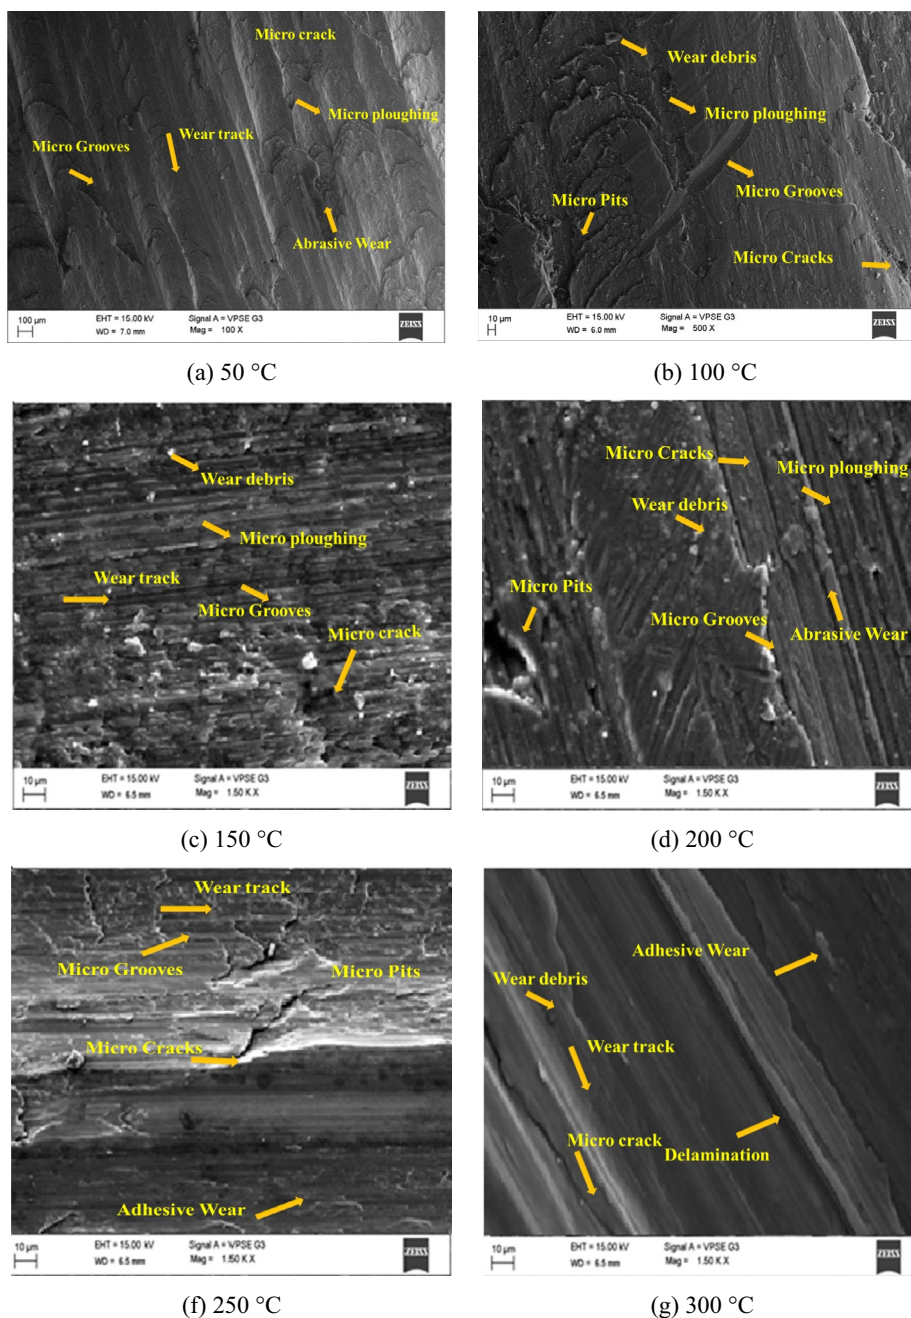 Micro crack
Micro ploughing
Wear track
Micro Grooves
Abrasive Wear
100 µm
EHT = 15.00 kV
Signal A = VPSE G3
WD = 7.0 mm
Mag = 100 X
ZEISS
(a) 50 °C
Wear debris
Micro ploughing
Micro Grooves
Micro Pits
Micro Cracks
10 µm
EHT = 15.00 kV
Signal A = VPSE G3
WD = 6.0 mm
Mag = 500 X
ZEISS
(b) 100 °C
Wear debris
Micro ploughing
Wear track
Micro Grooves
Micro crack
10 µm
EHT = 15.00 kV
Signal A = VPSE G3
WD = 6.5 mm
Mag = 1.50 K X
ZEISS
(c) 150 °C
Micro Cracks
Micro ploughing
Wear debris
Micro Pits
Micro Grooves
Abrasive Wear
10 µm
EHT = 15.00 kV
Signal A = VPSE G3
WD = 6.5 mm
Mag = 1.50 K X
ZEISS
(d) 200 °C
Wear track
Micro Grooves
Micro Pits
Micro Cracks
Adhesive Wear
10 µm
EHT = 15.00 kV
Signal A = VPSE G3
WD = 6.5 mm
Mag = 1.50 K X
ZEISS
(f) 250 °C
Adhesive Wear
Wear debris
Wear track
Micro crack
Delamination
10 µm
EHT = 15.00 kV
Signal A = VPSE G3
WD = 6.5 mm
Mag = 1.50 K X
ZEISS
(g) 300 °C